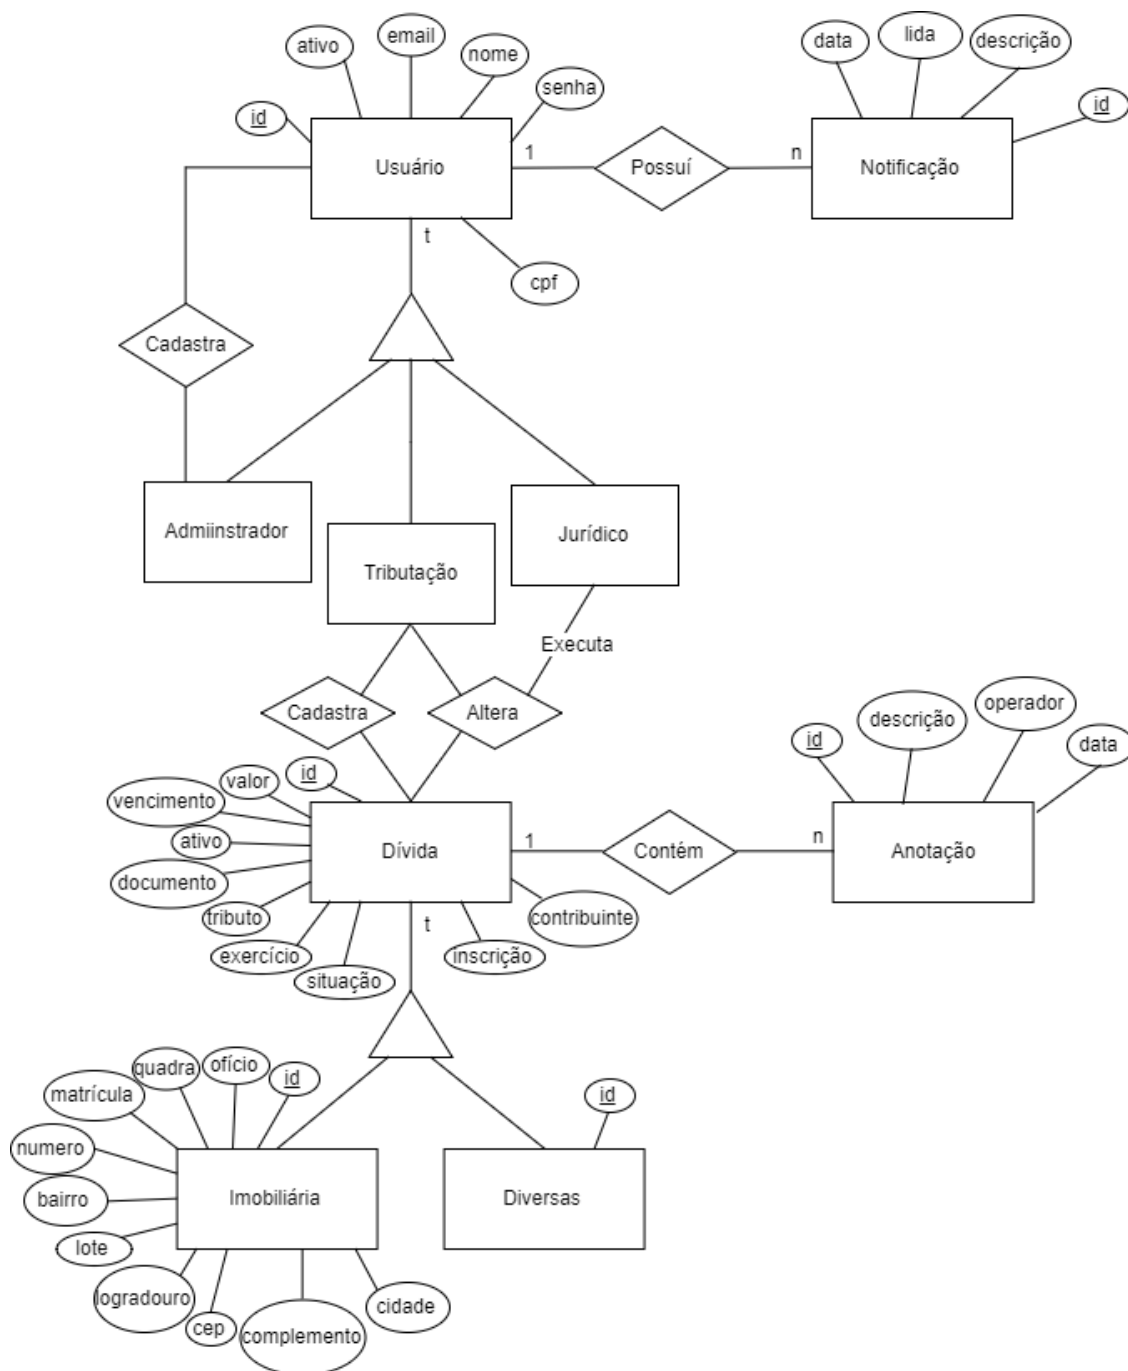 email
ativo
nome
data
lida
descrição
senha
id
id
Usuário
1
Possuí
n
Notificação
t
cpf
Cadastra
Admiinstrador
Jurídico
Tributação
Executa
Cadastra
Altera
operador
descrição
id
data
id
valor
vencimento
ativo
documento
tributo
exercício
situação
inscrição
contribuinte
Dívida
1
Contém
n
Anotação
t
ofício
quadra
id
matrícula
id
numero
bairro
lote
Imobiliária
Diversas
logradouro
cep
complemento
cidade